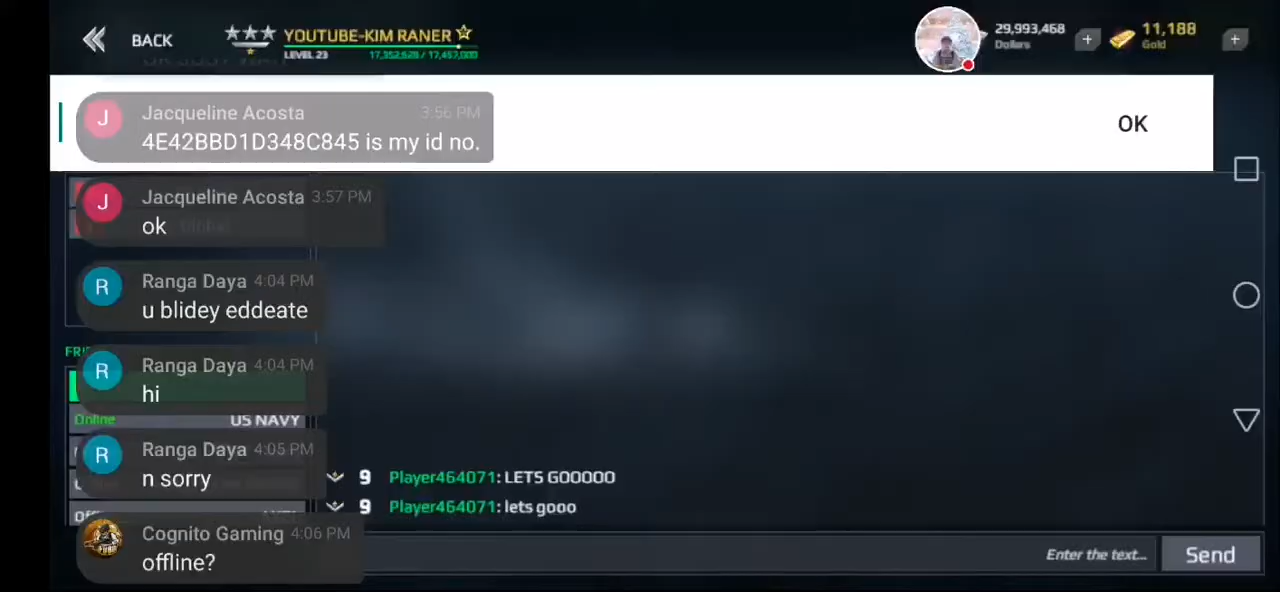 BACK
YOUTUBE-KIM RANER
LEVEL 23
17,352,528 / 17,457,000
29,993,468
Dollars
11,188
Gold
Jacqueline Acosta 3:56 PM
4E42BBD1D348C845 is my id no.
OK
Jacqueline Acosta 3:57 PM
ok
Global
Ranga Daya 4:04 PM
u blidey eddeate
Ranga Daya 4:04 PM
hi
Online
US NAVY
Ranga Daya 4:05 PM
n sorry
9 Player464071: LETS GOOOOO
9 Player464071: lets gooo
Cognito Gaming 4:06 PM
offline?
Enter the text...
Send